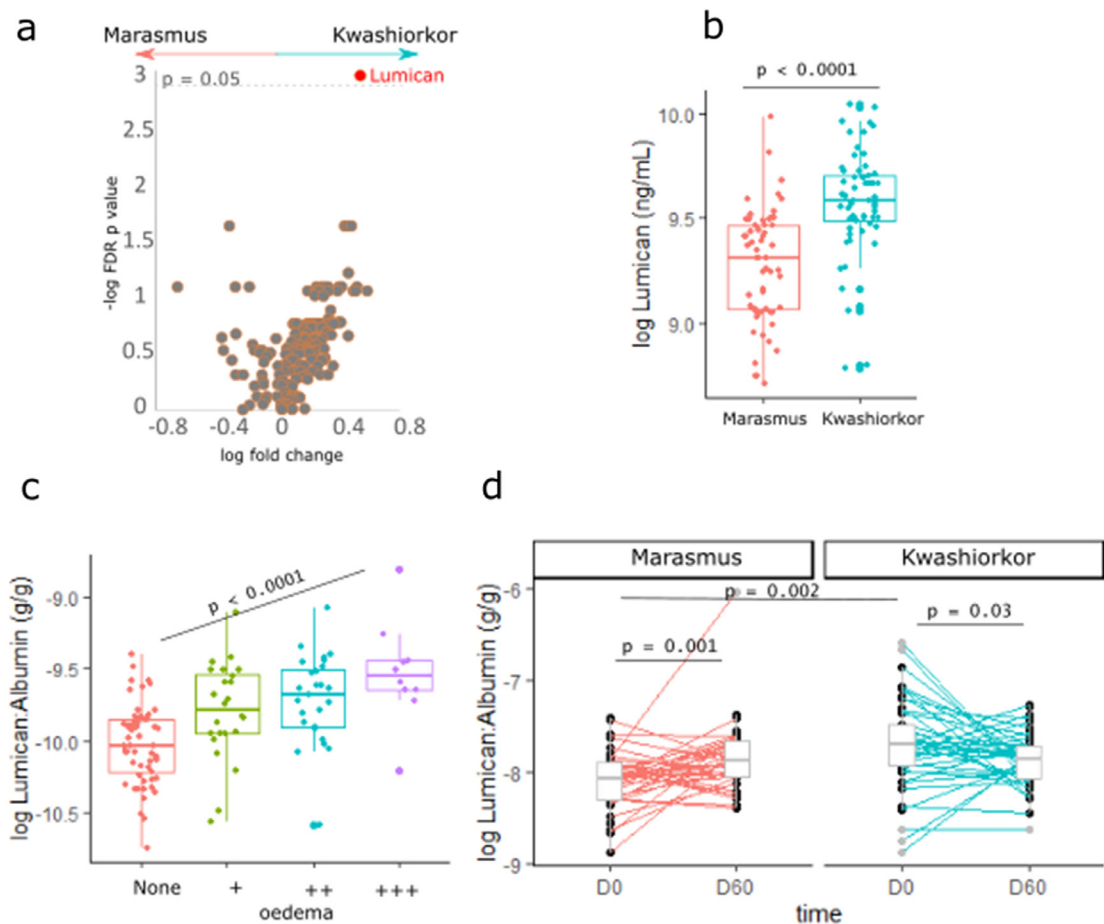 a
Marasmus
Kwashiorkor
3
p = 0.05
Lumican
2.5
2
1.5
1
0.5
0
-log FDR p value
-0.8
-0.4
0
0.4
0.8
log fold change
b
p < 0.0001
10.0
9.5
9.0
log Lumican (ng/mL)
Marasmus
Kwashiorkor
c
p < 0.0001
-9.0
-9.5
-10.0
-10.5
log Lumican:Albumin (g/g)
None
+
++
+++
oedema
d
Marasmus
Kwashiorkor
-6
p = 0.002
p = 0.03
p = 0.001
-7
-8
-9
log Lumican:Albumin (g/g)
D0
D60
D0
D60
time